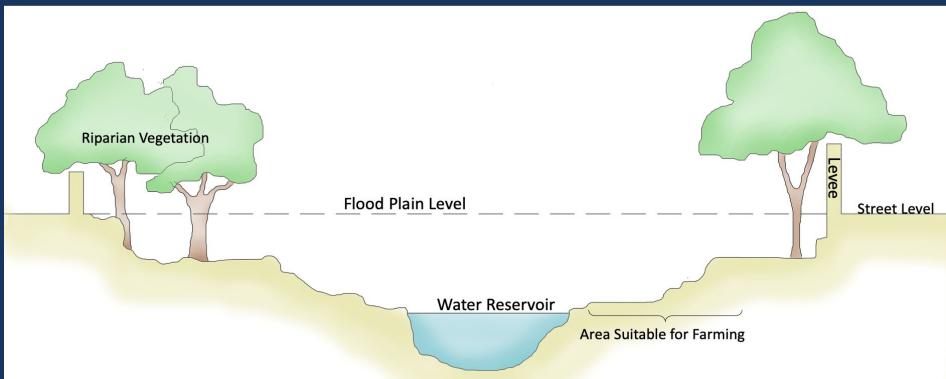 Riparian Vegetation
Flood Plain Level
Levee
Street Level
Water Reservoir
Area Suitable for Farming